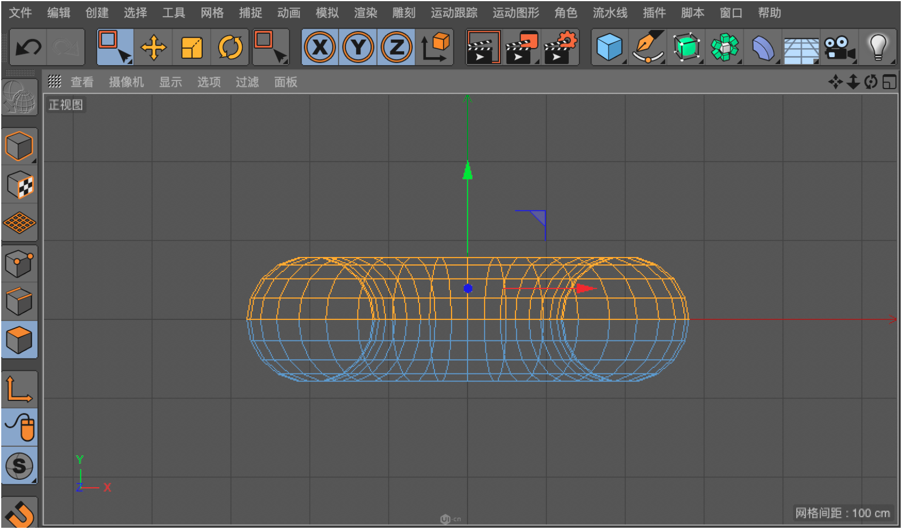 文件 编辑 创建 选择 工具 网格 捕捉 动画 模拟 渲染 雕刻 运动跟踪 运动图形 角色 流水线 插件 脚本 窗口 帮助
X Y Z
查看 摄像机 显示 选项 过滤 面板
正视图
S
Y
Z X
网格间距 : 100 cm